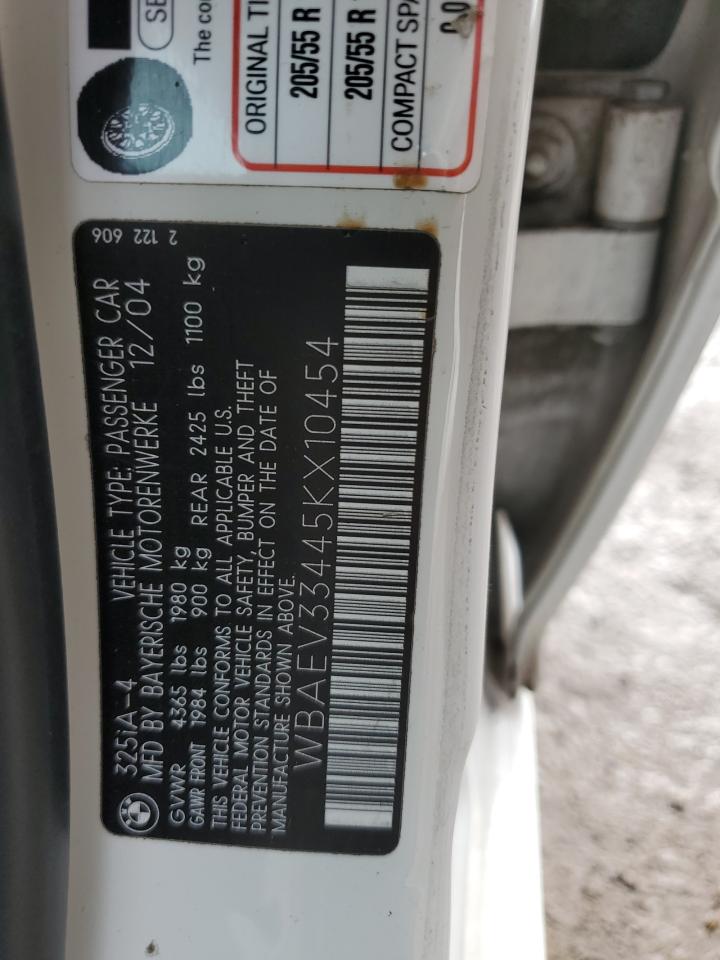 SE
The co
ORIGINAL TI
205/55 R
205/55 R
COMPACT SPA
2 122 606
325iA-4 VEHICLE TYPE: PASSENGER CAR
MFD BY BAYERISCHE MOTORENWERKE 12/04
GVWR 4365 lbs 1980 kg
GAWR FRONT 1984 lbs 900 kg REAR 2425 lbs 1100 kg
THIS VEHICLE CONFORMS TO ALL APPLICABLE U.S.
FEDERAL MOTOR VEHICLE SAFETY, BUMPER AND THEFT
PREVENTION STANDARDS IN EFFECT ON THE DATE OF
MANUFACTURE SHOWN ABOVE.
WBAEV33445KX10454